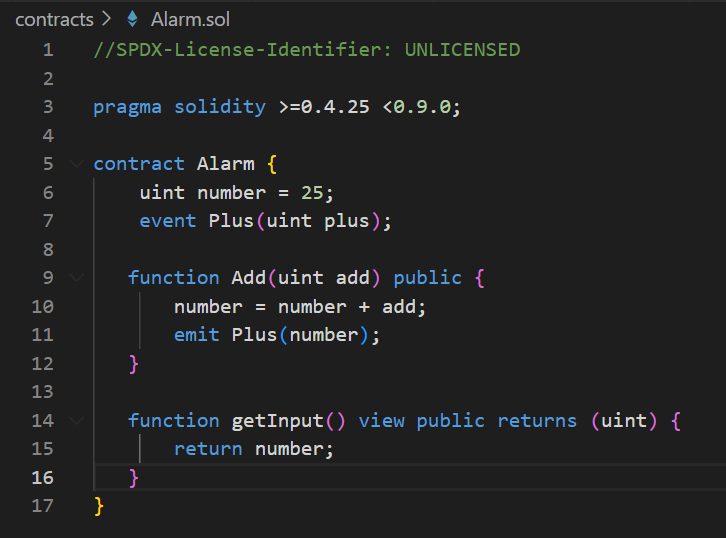 contracts > Alarm.sol
1 //SPDX-License-Identifier: UNLICENSED
2
3 pragma solidity >=0.4.25 <0.9.0;
4
5 contract Alarm {
6 uint number = 25;
7 event Plus(uint plus);
8
9 function Add(uint add) public {
10 number = number + add;
11 emit Plus(number);
12 }
13
14 function getInput() view public returns (uint) {
15 return number;
16 }
17 }